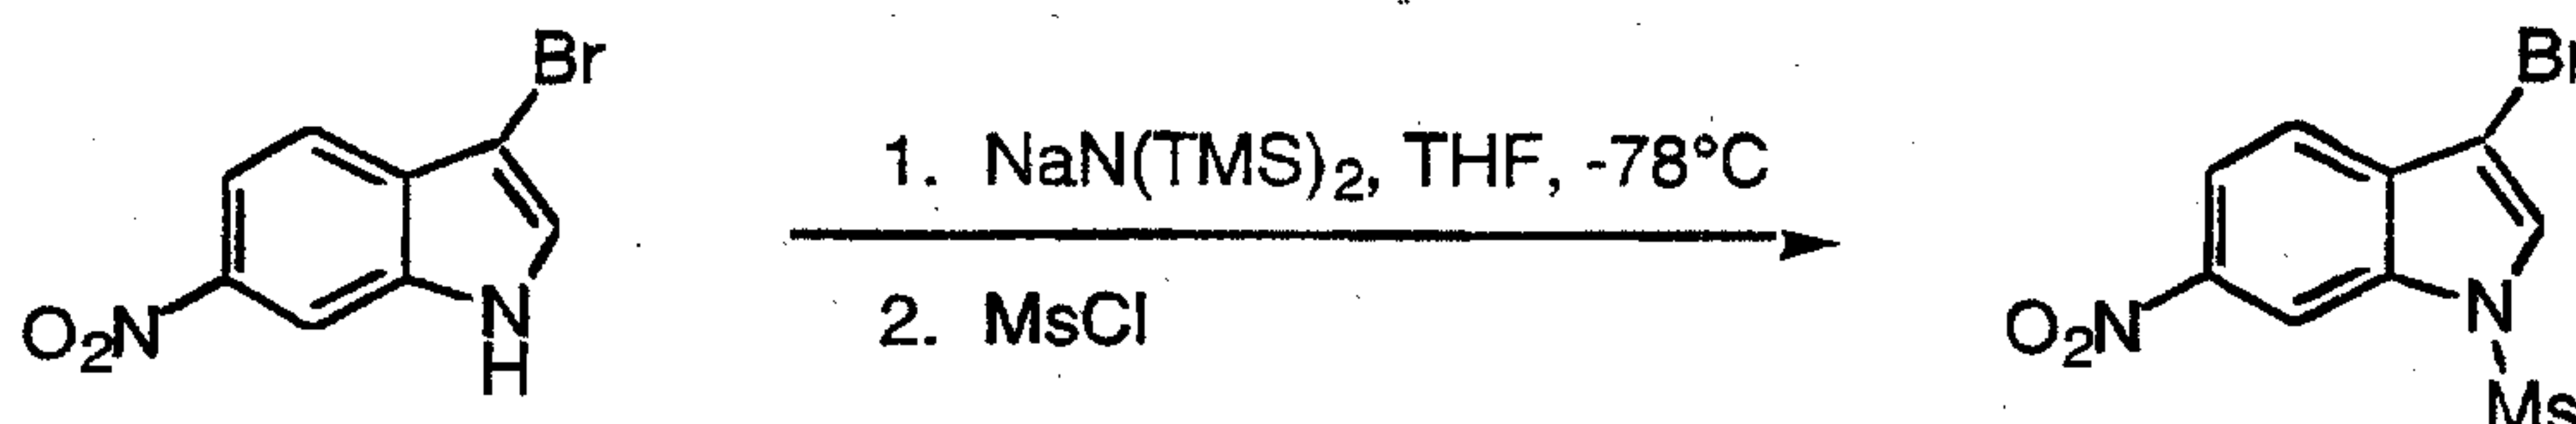 Br
O₂N
N
H
1. NaN(TMS)₂, THF, -78°C
2. MsCl
Br
O₂N
N
Ms